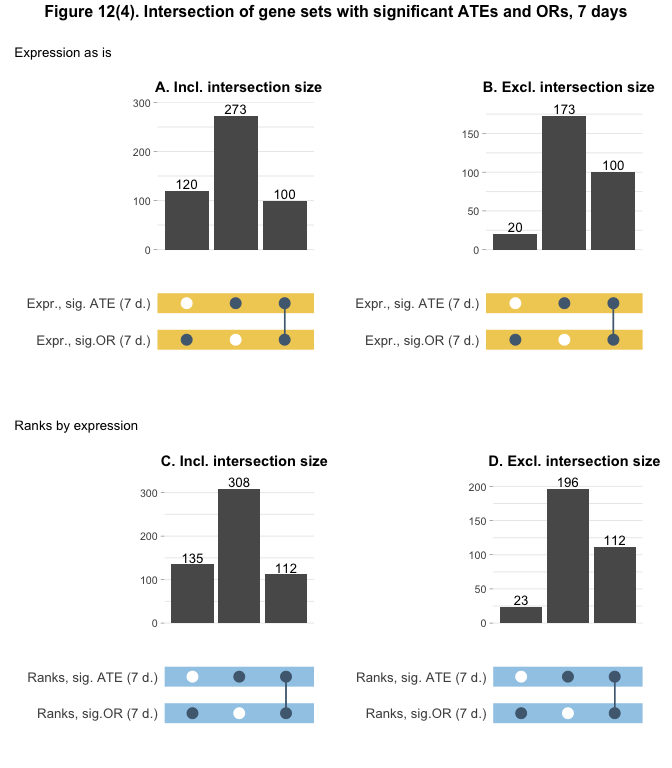 Figure 12(4). Intersection of gene sets with significant ATEs and ORs, 7 days
Expression as is
A. Incl. intersection size
300
200
100
0
120
273
100
Expr., sig. ATE (7 d.)
Expr., sig.OR (7 d.)
B. Excl. intersection size
150
100
50
0
20
173
100
Expr., sig. ATE (7 d.)
Expr., sig.OR (7 d.)
Ranks by expression
C. Incl. intersection size
300
200
100
0
135
308
112
Ranks, sig. ATE (7 d.)
Ranks, sig.OR (7 d.)
D. Excl. intersection size
200
150
100
50
0
23
196
112
Ranks, sig. ATE (7 d.)
Ranks, sig.OR (7 d.)